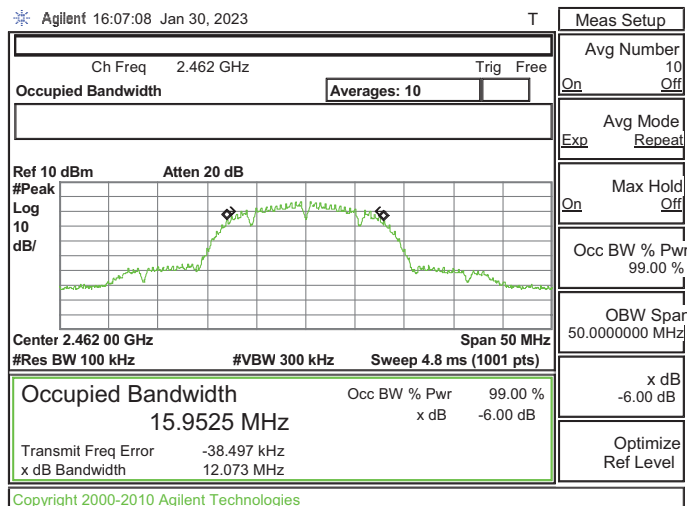 Agilent 16:07:08 Jan 30, 2023 T
Ch Freq 2.462 GHz Trig Free
Occupied Bandwidth Averages: 10
Ref 10 dBm Atten 20 dB
#Peak
Log
10
dB/
Center 2.462 00 GHz Span 50 MHz
#Res BW 100 kHz #VBW 300 kHz Sweep 4.8 ms (1001 pts)
Occupied Bandwidth Occ BW % Pwr 99.00 %
15.9525 MHz x dB -6.00 dB
Transmit Freq Error -38.497 kHz
x dB Bandwidth 12.073 MHz
Copyright 2000-2010 Agilent Technologies
Meas Setup
Avg Number
10
On Off
Avg Mode
Exp Repeat
Max Hold
On Off
Occ BW % Pwr
99.00 %
OBW Span
50.0000000 MHz
x dB
-6.00 dB
Optimize
Ref Level